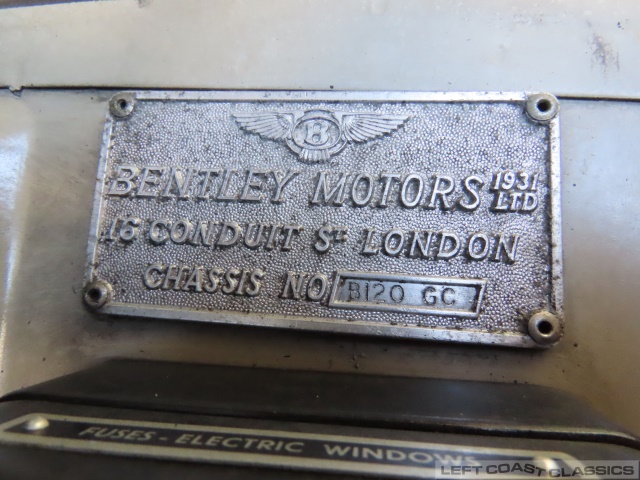 B
BENTLEY MOTORS 1931 LTD
16 CONDUIT ST LONDON
CHASSIS NO B120 GC
FUSES - ELECTRIC WINDOWS
LEFT COAST CLASSICS